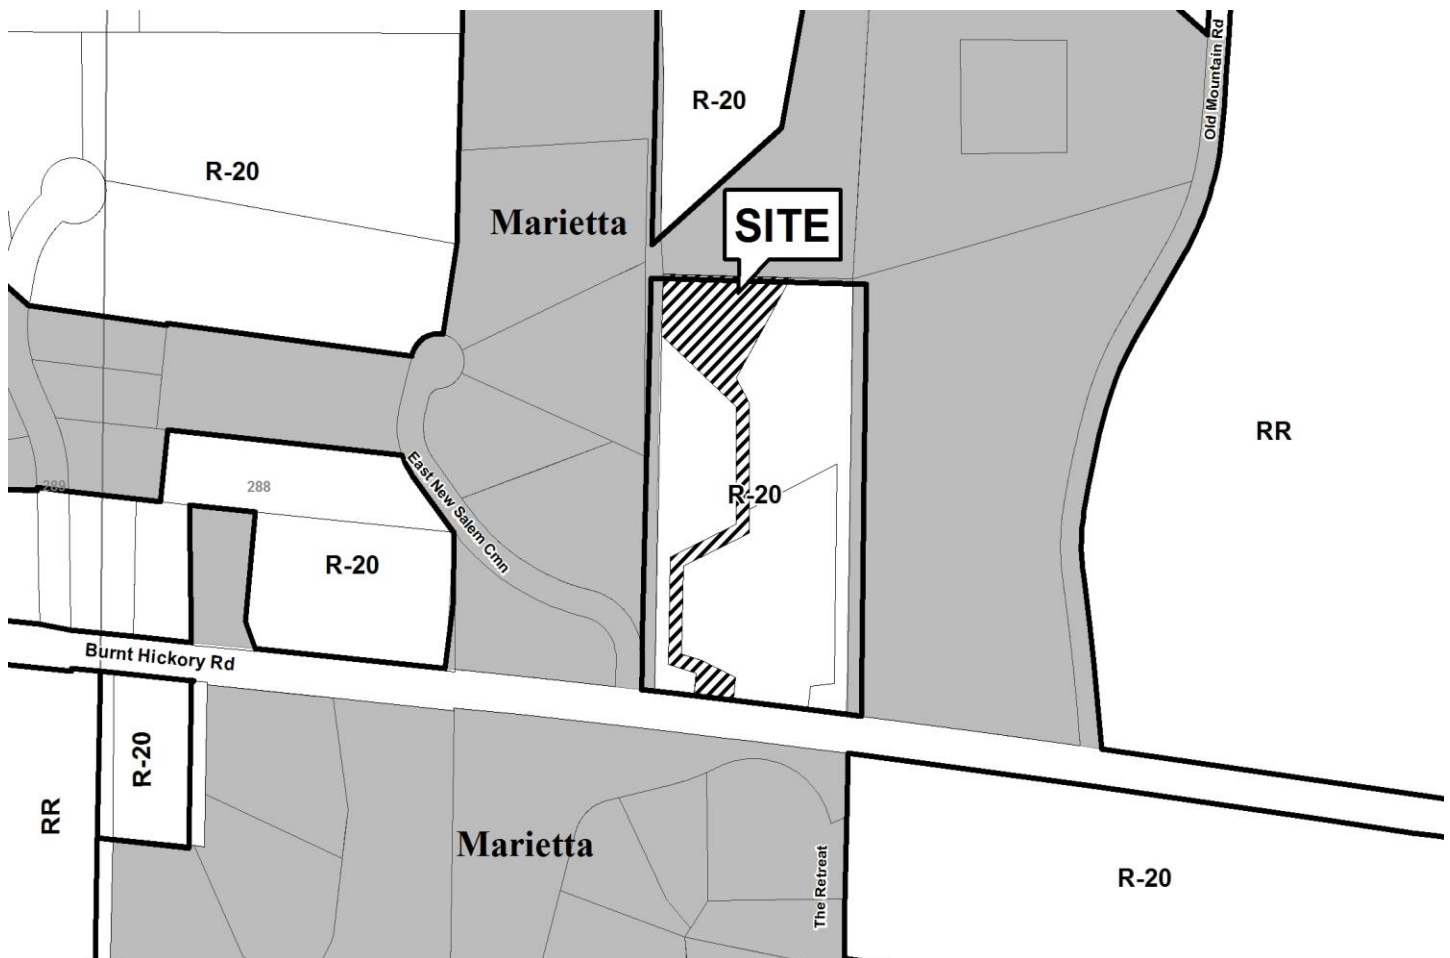 Old Mountain Rd
R-20
R-20
Marietta
SITE
RR
289
288
R-20
East New Salem Cmn
R-20
Burnt Hickory Rd
R-20
RR
Marietta
The Retreat
R-20